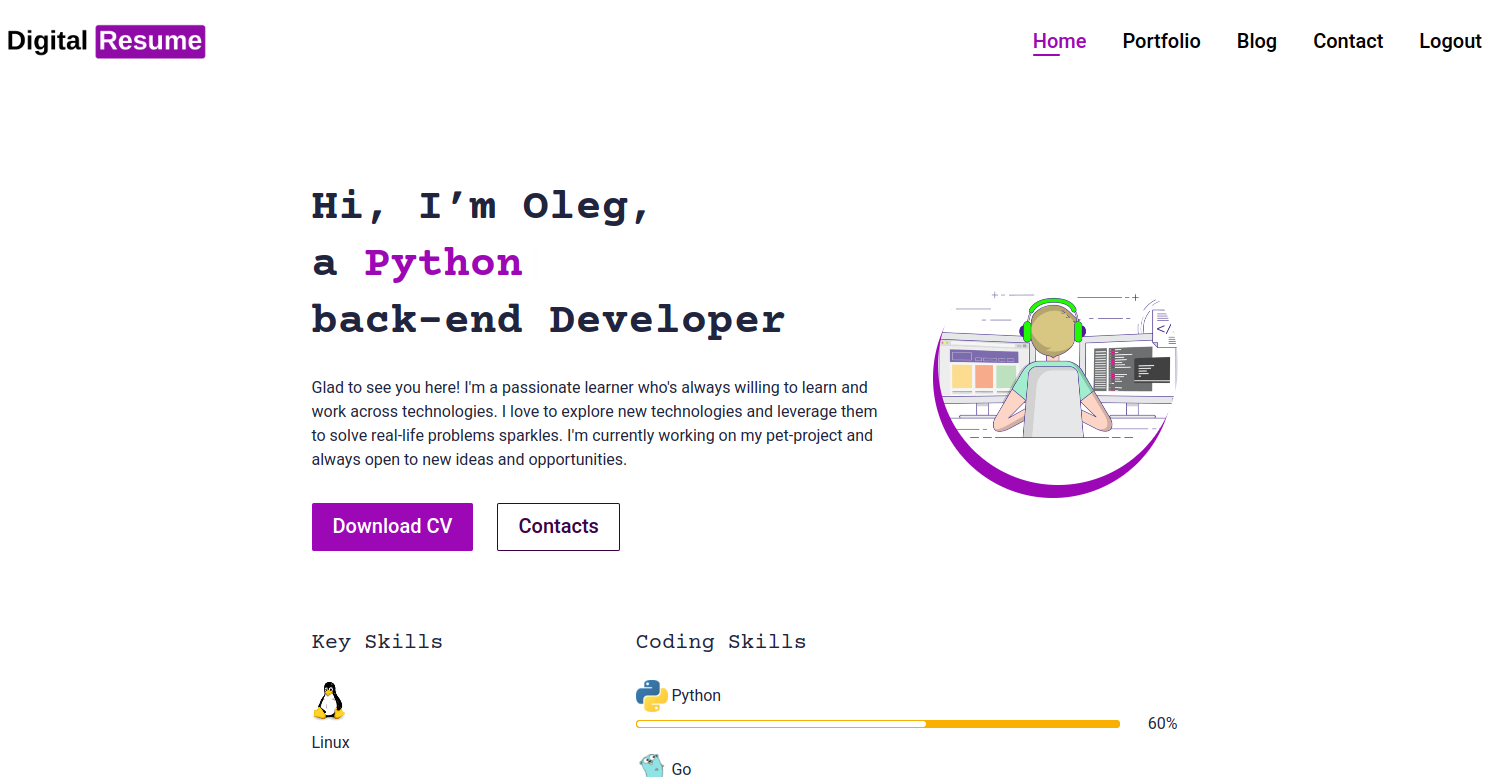 Digital Resume
Home Portfolio Blog Contact Logout
Hi, I’m Oleg,
a Python
back-end Developer
Glad to see you here! I'm a passionate learner who's always willing to learn and
work across technologies. I love to explore new technologies and leverage them
to solve real-life problems sparkles. I'm currently working on my pet-project and
always open to new ideas and opportunities.
</>
Download CV
Contacts
Key Skills
Linux
Coding Skills
Python
60%
Go